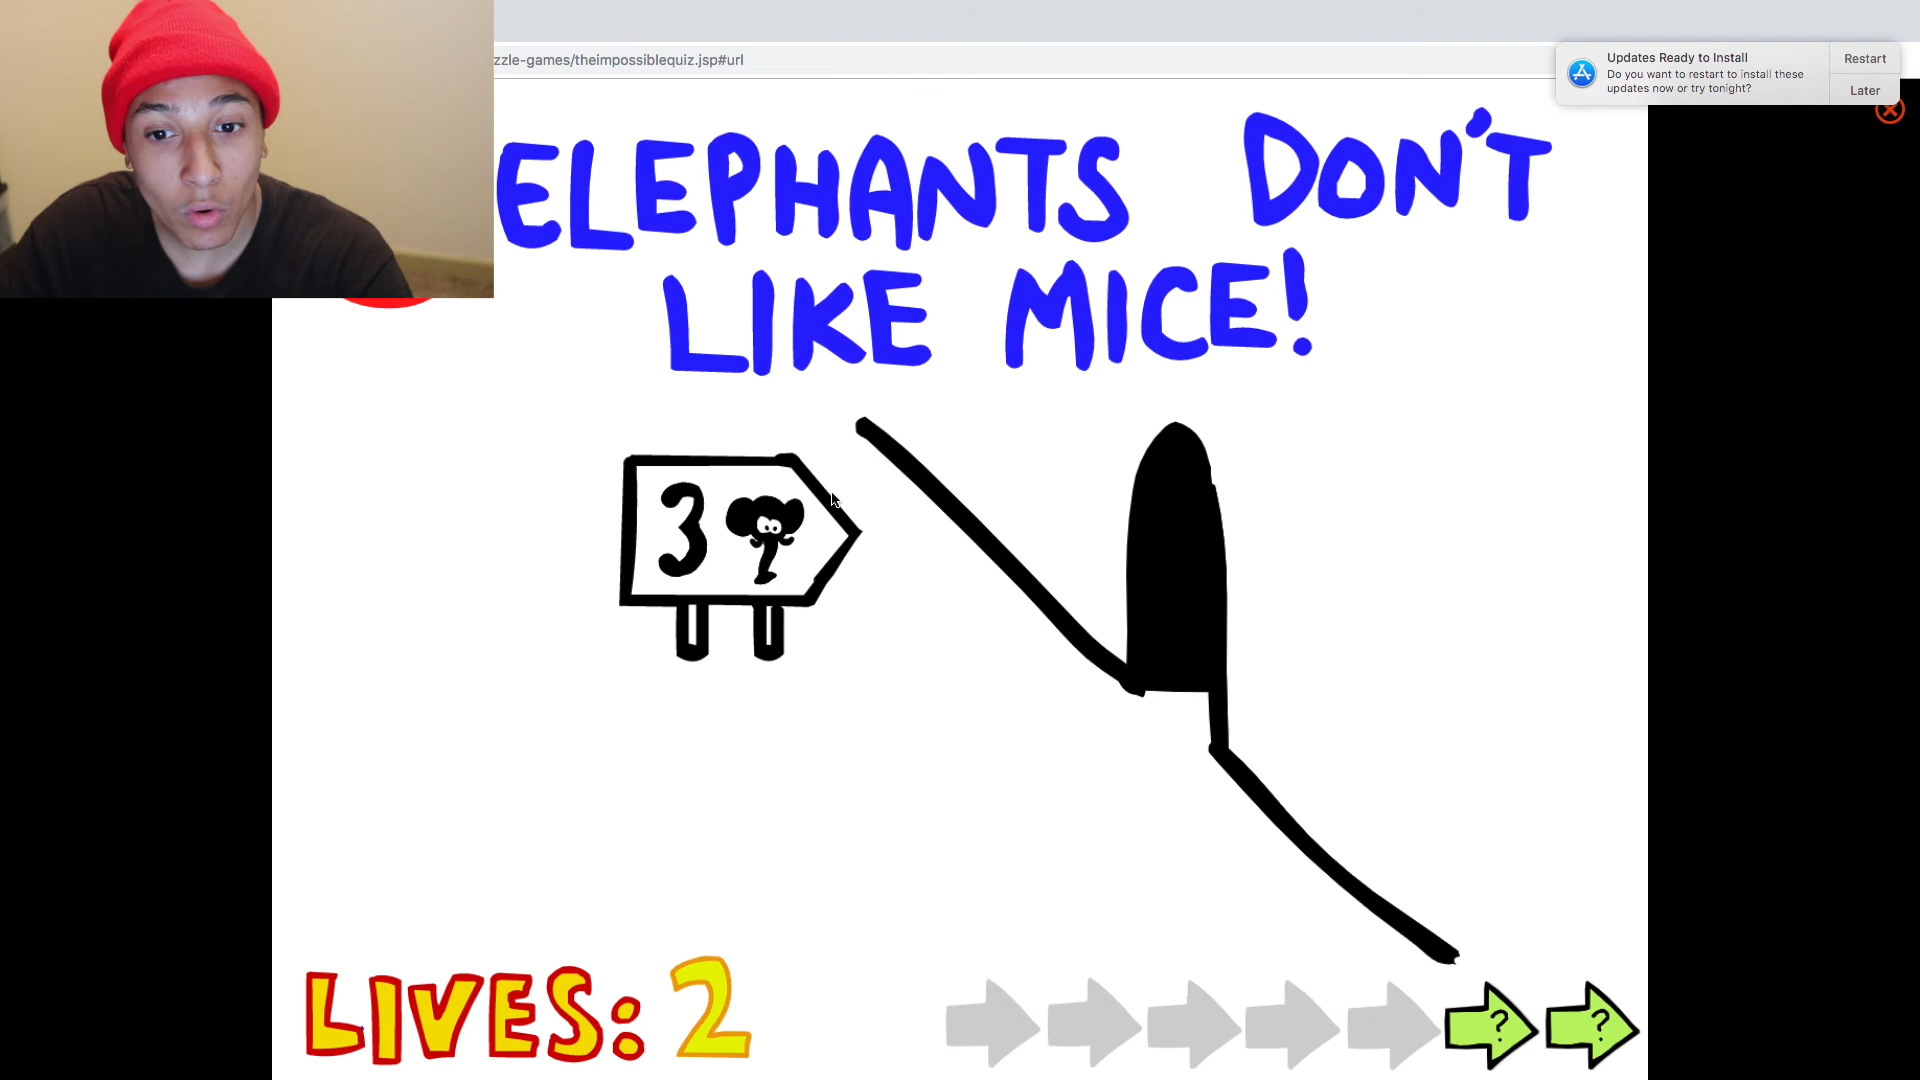 zzle-games/theimpossiblequiz.jsp#url
Updates Ready to Install
Do you want to restart to install these
updates now or try tonight?
Restart
Later
ELEPHANTS DON'T
LIKE MICE!
3
LIVES: 2
? ?